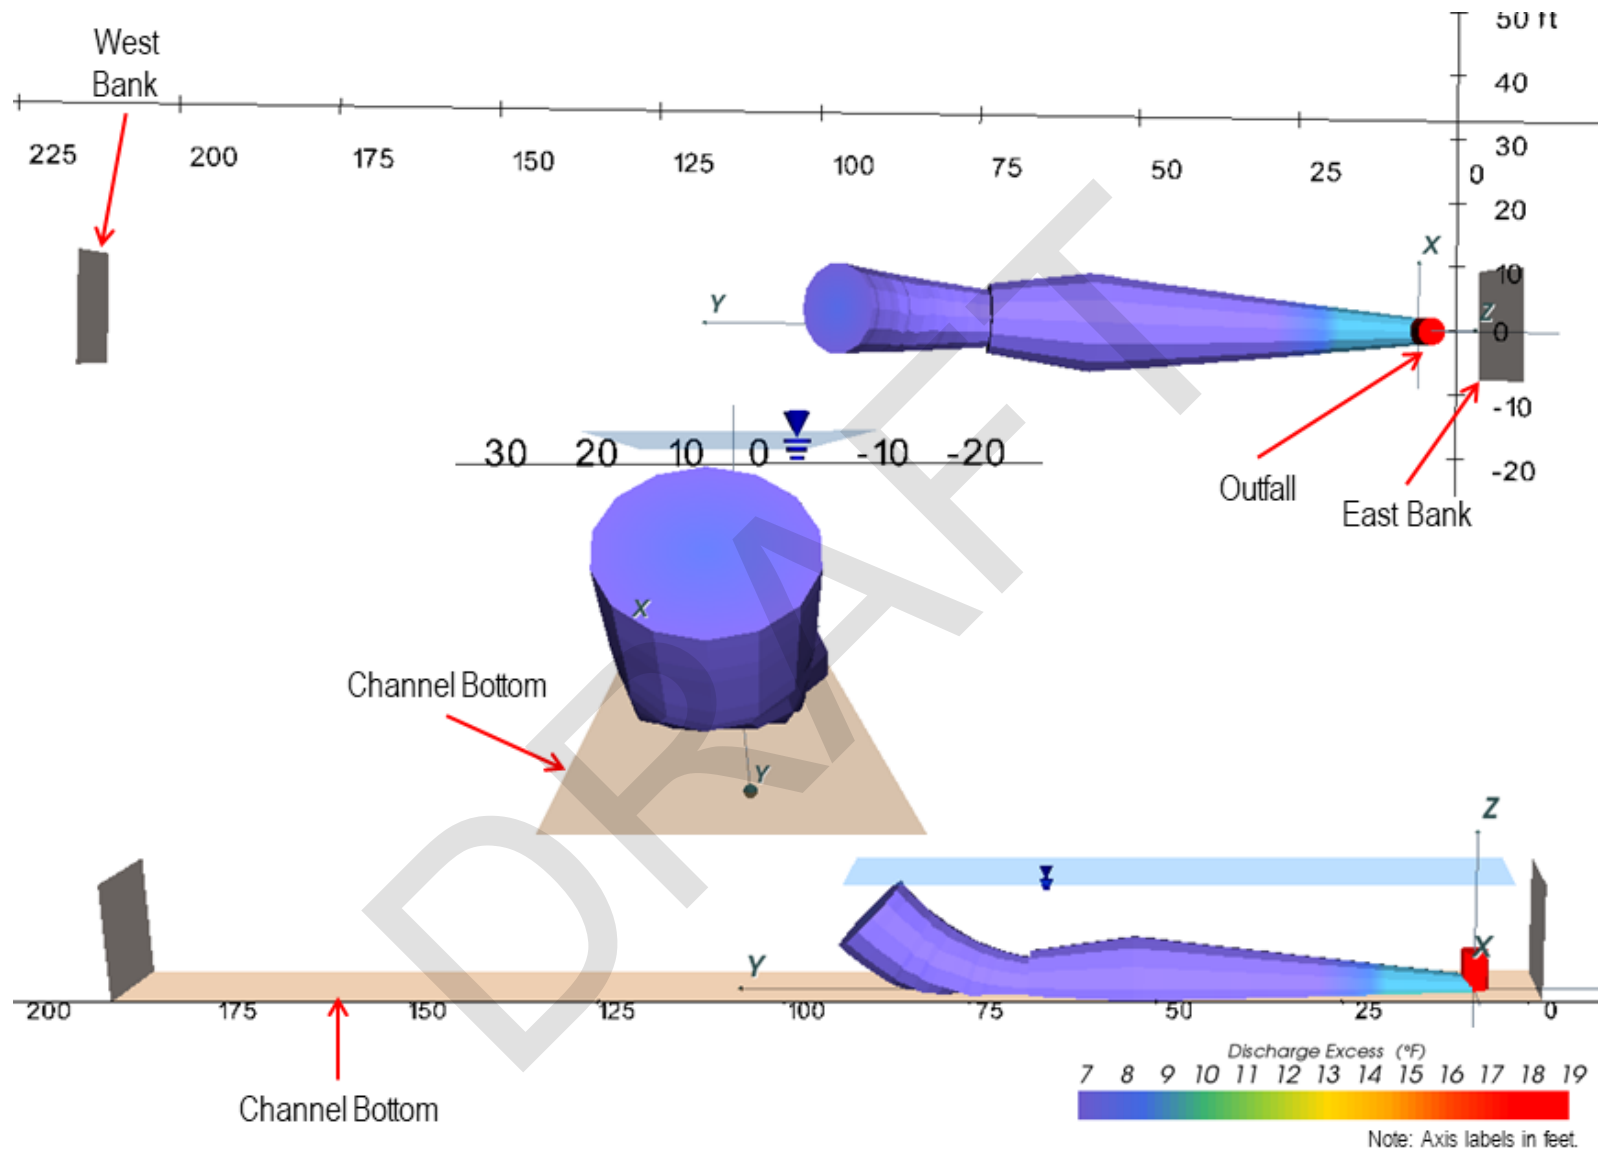 West
Bank
50 ft
40
225 200 175 150 125 100 75 50 25 0
30
20
X
10
Y
Z
0
-10
30 20 10 0 -10 -20
-20
Outfall
East Bank
X
Channel Bottom
Y
Z
X
Y
200 175 150 125 100 75 50 25 0
Discharge Excess (°F)
7 8 9 10 11 12 13 14 15 16 17 18 19
Channel Bottom
Note: Axis labels in feet.
DRAFT